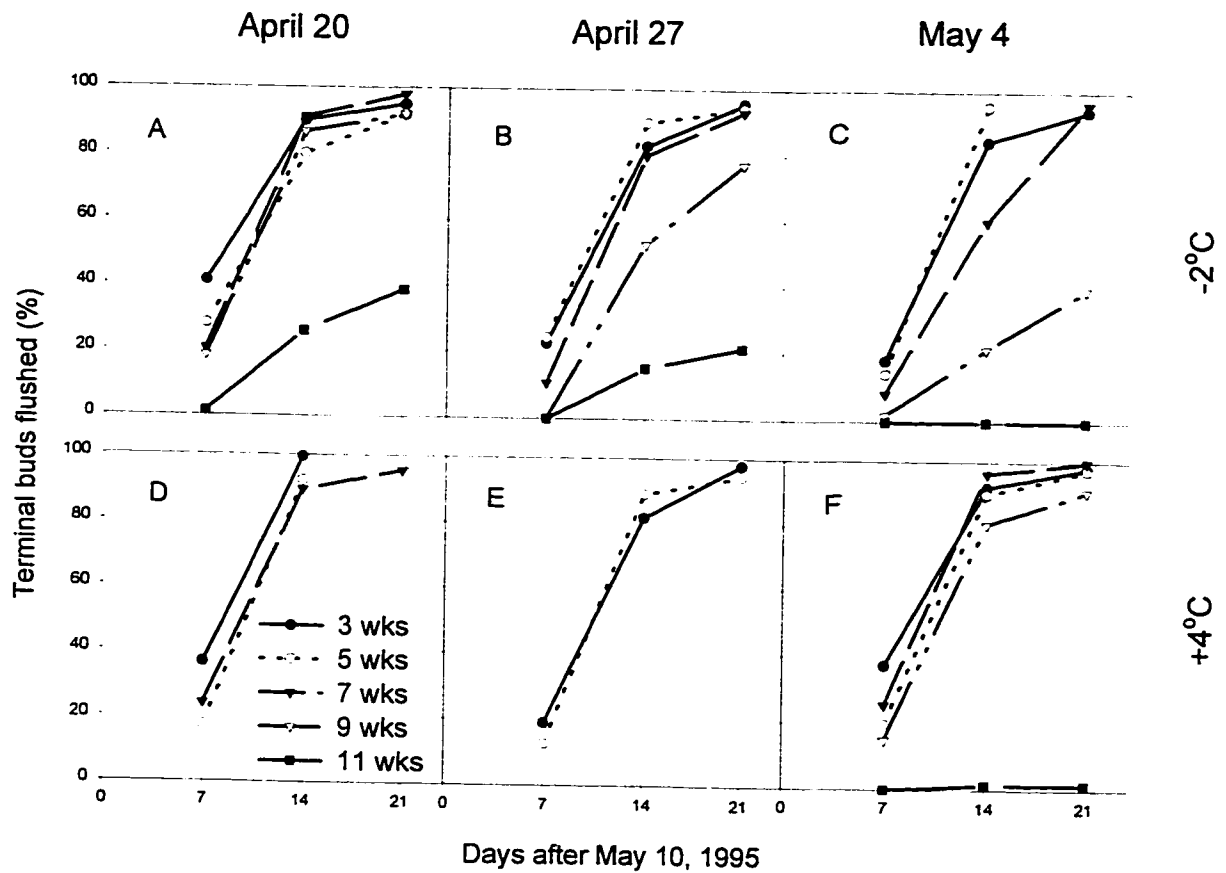 April 20 April 27 May 4
100
A B C
80
60
40
20
0
-2°C
Terminal buds flushed (%)
100
D E F
80
60
40
20
0
+4°C
3 wks
5 wks
7 wks
9 wks
11 wks
0 7 14 21 0 7 14 21 0 7 14 21
Days after May 10, 1995